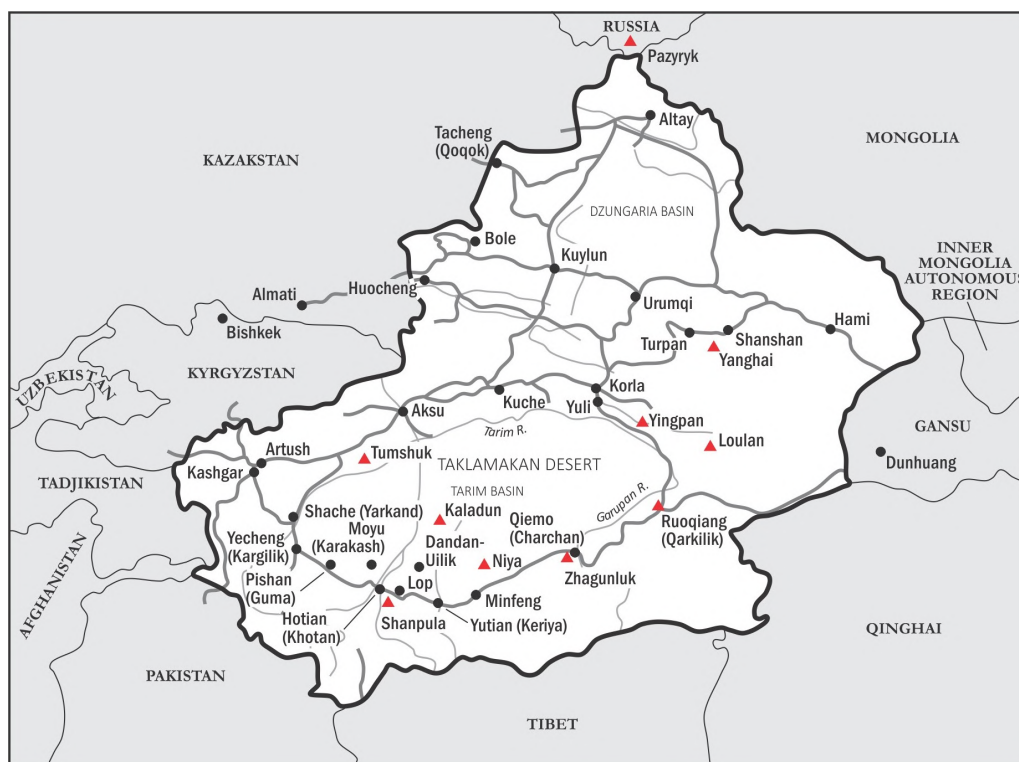 RUSSIA
Pazyryk
Altay
MONGOLIA
Tacheng
(Qoqok)
KAZAKSTAN
DZUNGARIA BASIN
Bole
Kuylun
INNER
MONGOLIA
AUTONOMOUS
REGION
Huocheng
Almati
Urumqi
Bishkek
Hami
Turpan
Shanshan
Yanghai
KYRGYZSTAN
UZBEKISTAN
Korla
Kuche
Yuli
Aksu
Yingpan
GANSU
Tarim R.
Loulan
Artush
Tumshuk
TAKLAMAKAN DESERT
Dunhuang
Kashgar
TADJIKISTAN
TARIM BASIN
Garupan R.
Kaladun
Shache (Yarkand)
Qiemo
(Charchan)
Ruoqiang
(Qarkilik)
Moyu
(Karakash)
Yecheng
(Kargilik)
Dandan-
Uilik
Niya
Zhagunluk
AFGHANISTAN
Pishan
(Guma)
Lop
Minfeng
Hotian
(Khotan)
Shanpula
Yutian (Keriya)
QINGHAI
PAKISTAN
TIBET